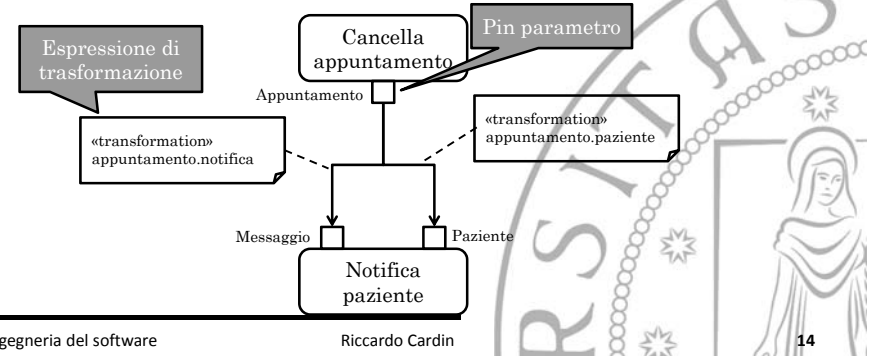 Espressione di
trasformazione
Cancella
appuntamento
Pin parametro
Appuntamento
«transformation»
appuntamento.notifica
«transformation»
appuntamento.paziente
Messaggio
Paziente
Notifica
paziente
gegneria del software
Riccardo Cardin
14